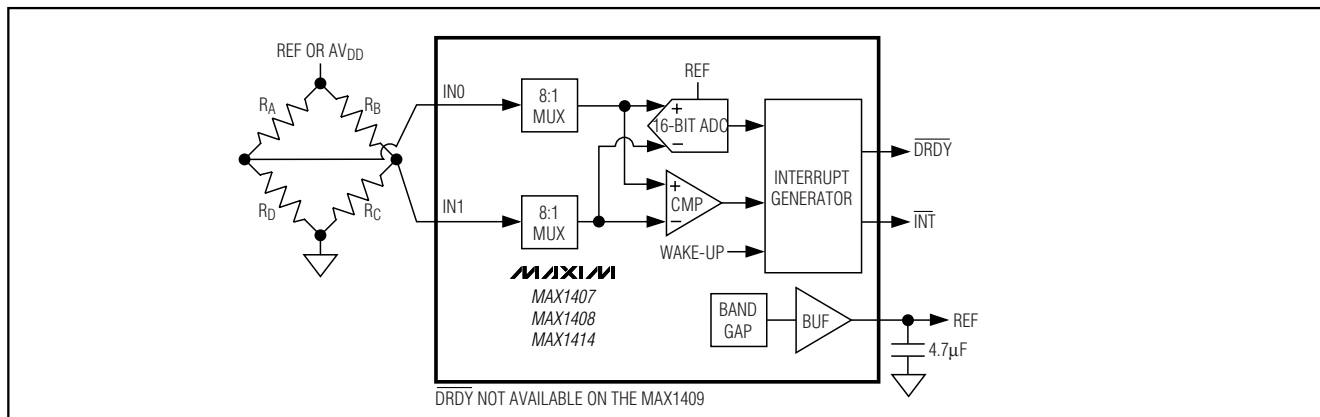 REF OR AVDD
RA
RB
RD
RC
IN0
IN1
8:1
MUX
8:1
MUX
REF
+
16-BIT ADC
−
+
CMP
−
WAKE-UP
INTERRUPT
GENERATOR
DRDY
INT
MAXIM
MAX1407
MAX1408
MAX1414
BAND
GAP
BUF
REF
4.7μF
DRDY NOT AVAILABLE ON THE MAX1409